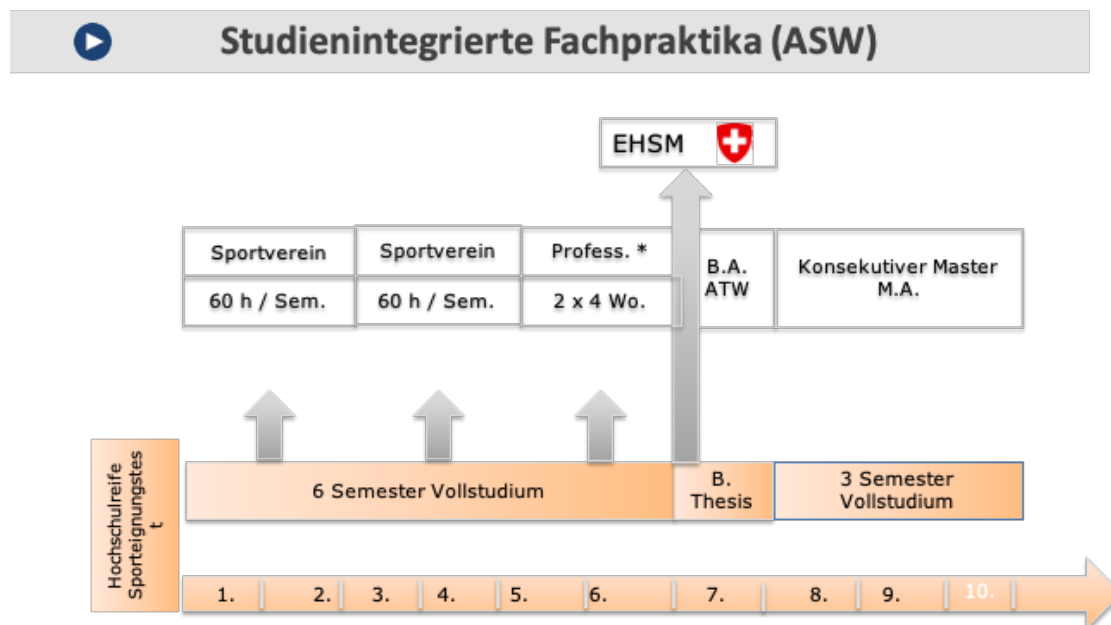 Studienintegrierte Fachpraktika (ASW)
EHSM
Sportverein
Sportverein
Profess. *
B.A.
ATW
Konsekutiver Master
M.A.
60 h / Sem.
60 h / Sem.
2 x 4 Wo.
Hochschulreife
Sporteignungstes
t
6 Semester Vollstudium
B.
Thesis
3 Semester
Vollstudium
1.
2.
3.
4.
5.
6.
7.
8.
9.
10.